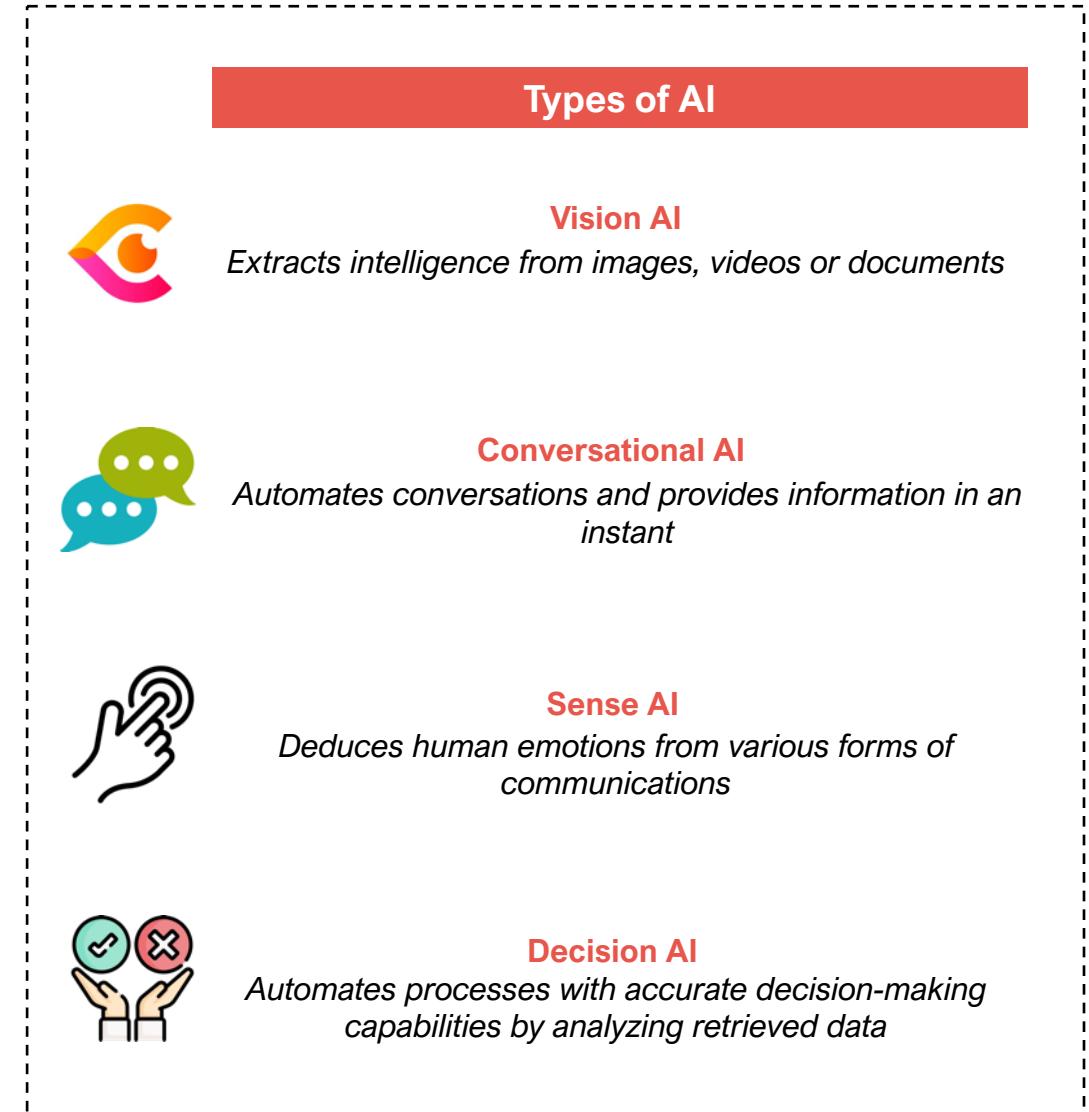 Types of AI
Vision AI
Extracts intelligence from images, videos or documents
Conversational AI
Automates conversations and provides information in an
instant
Sense AI
Deduces human emotions from various forms of
communications
Decision AI
Automates processes with accurate decision-making
capabilities by analyzing retrieved data